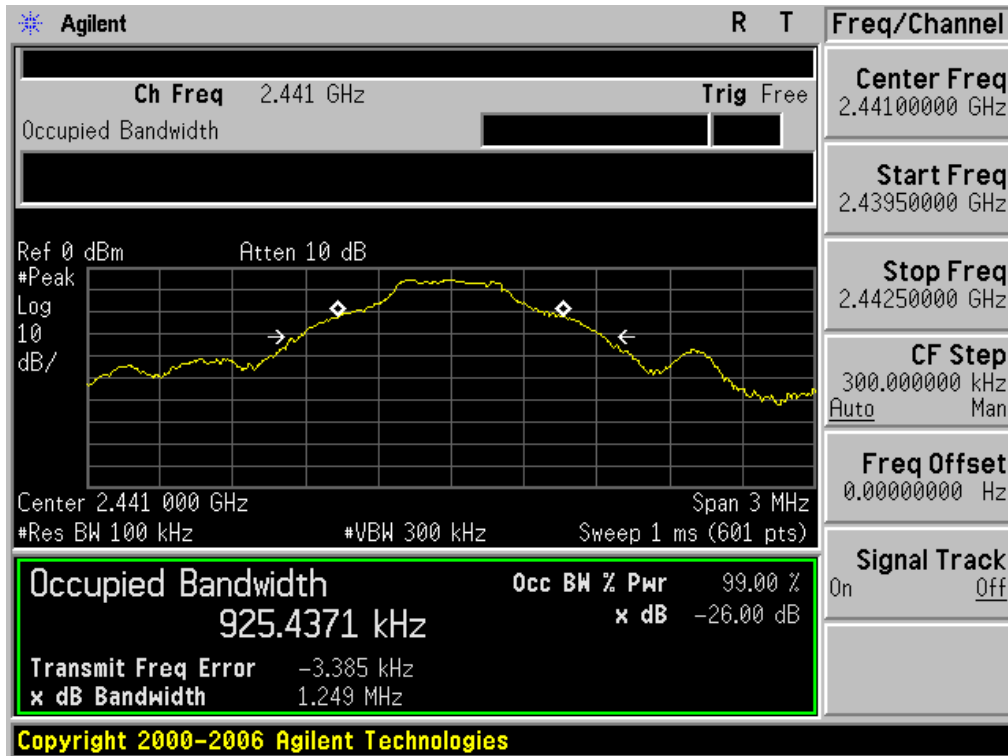 Agilent R T Freq/Channel
Ch Freq 2.441 GHz Trig Free
Occupied Bandwidth
Center Freq
2.44100000 GHz
Start Freq
2.43950000 GHz
Stop Freq
2.44250000 GHz
CF Step
300.000000 kHz
Auto Man
Freq Offset
0.00000000 Hz
Signal Track
On Off
Ref 0 dBm Atten 10 dB
#Peak
Log
10
dB/
Center 2.441 000 GHz Span 3 MHz
#Res BW 100 kHz #VBW 300 kHz Sweep 1 ms (601 pts)
Occupied Bandwidth Occ BW % Pwr 99.00 %
925.4371 kHz x dB -26.00 dB
Transmit Freq Error -3.385 kHz
x dB Bandwidth 1.249 MHz
Copyright 2000-2006 Agilent Technologies